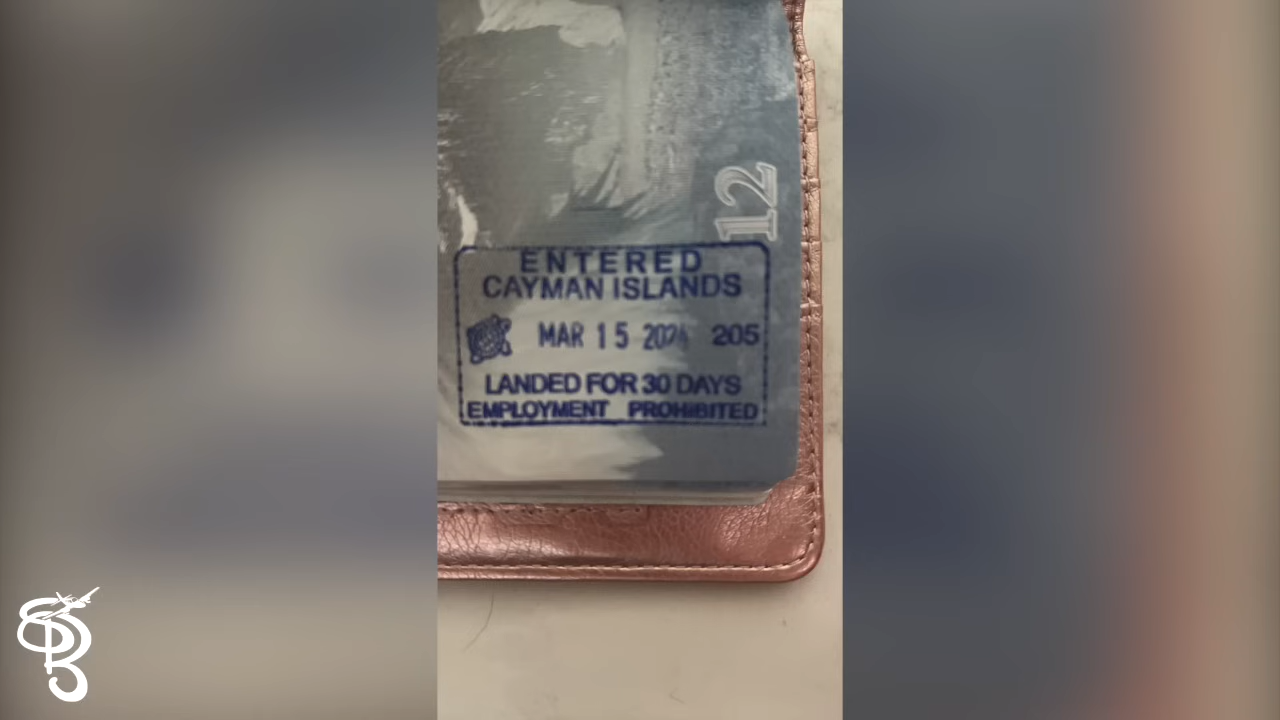 12
ENTERED
CAYMAN ISLANDS
MAR 15 2024 205
LANDED FOR 30 DAYS
EMPLOYMENT PROHIBITED